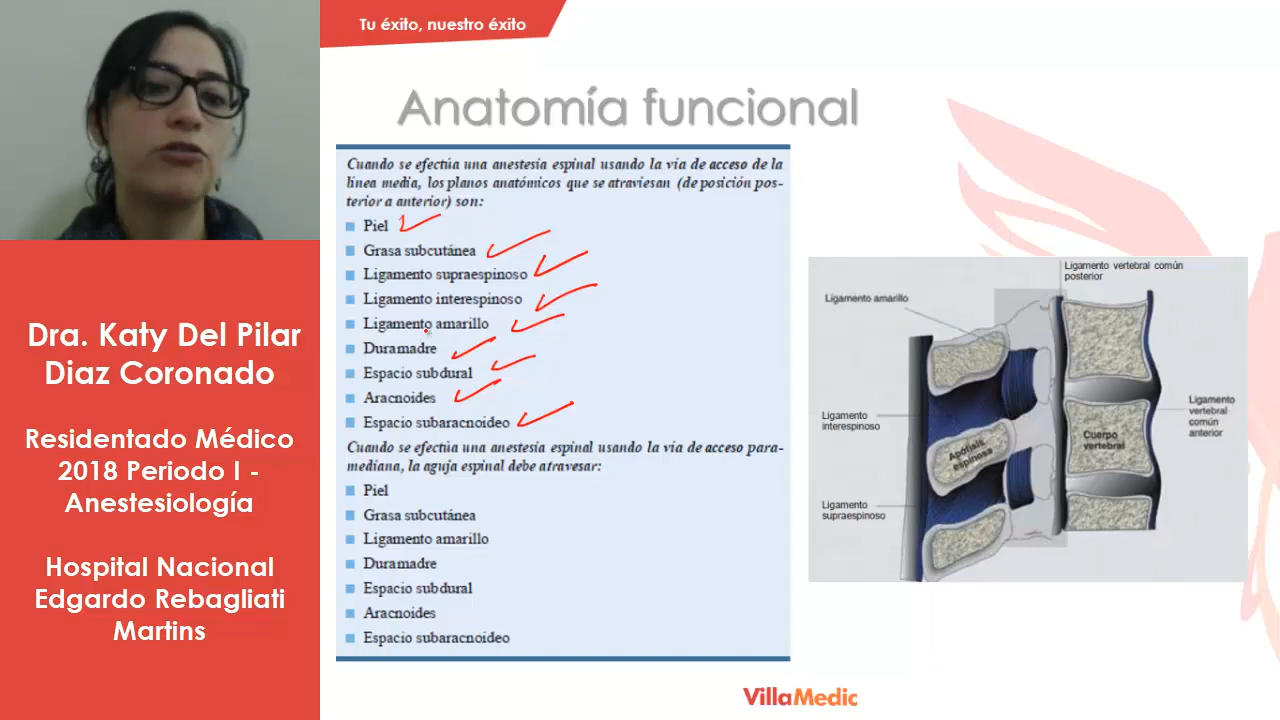 Tu éxito, nuestro éxito
Anatomía funcional
Cuando se efectúa una anestesia espinal usando la vía de acceso de la
línea media, los planos anatómicos que se atraviesan (de posición pos-
terior a anterior) son:
Piel
Grasa subcutánea
Ligamento supraespinoso
Ligamento interespinoso
Ligamento amarillo
Duramadre
Espacio subdural
Aracnoides
Espacio subaracnoideo
Cuando se efectúa una anestesia espinal usando la vía de acceso para-
mediana, la aguja espinal debe atravesar:
Piel
Grasa subcutánea
Ligamento amarillo
Duramadre
Espacio subdural
Aracnoides
Espacio subaracnoideo
Ligamento vertebral común
posterior
Ligamento amarillo
Ligamento
interespinoso
Ligamento
supraespinoso
Apófisis
espinosa
Cuerpo
vertebral
Ligamento
vertebral
común
anterior
Dra. Katy Del Pilar
Diaz Coronado
Residentado Médico
2018 Periodo I -
Anestesiología
Hospital Nacional
Edgardo Rebagliati
Martins
VillaMedic